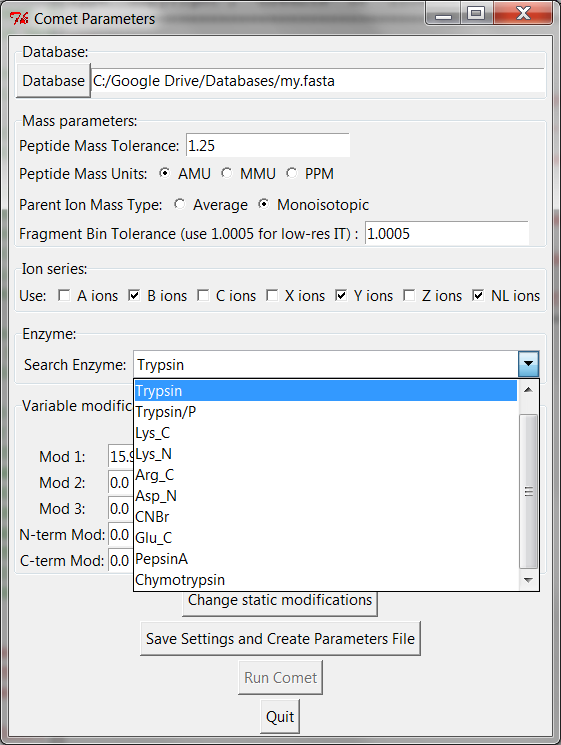 Comet Parameters
Database:
Database C:/Google Drive/Databases/my.fasta
Mass parameters:
Peptide Mass Tolerance: 1.25
Peptide Mass Units: AMU MMU PPM
Parent Ion Mass Type: Average Monoisotopic
Fragment Bin Tolerance (use 1.0005 for low-res IT) : 1.0005
Ion series:
Use: A ions B ions C ions X ions Y ions Z ions NL ions
Enzyme:
Search Enzyme: Trypsin
Trypsin
Variable modific
Trypsin/P
Lys_C
Mod 1: 15.9
Lys_N
Arg_C
Mod 2: 0.0
Asp_N
Mod 3: 0.0
CNBr
N-term Mod: 0.0
Glu_C
C-term Mod: 0.0
PepsinA
Chymotrypsin
Change static modifications
Save Settings and Create Parameters File
Run Comet
Quit